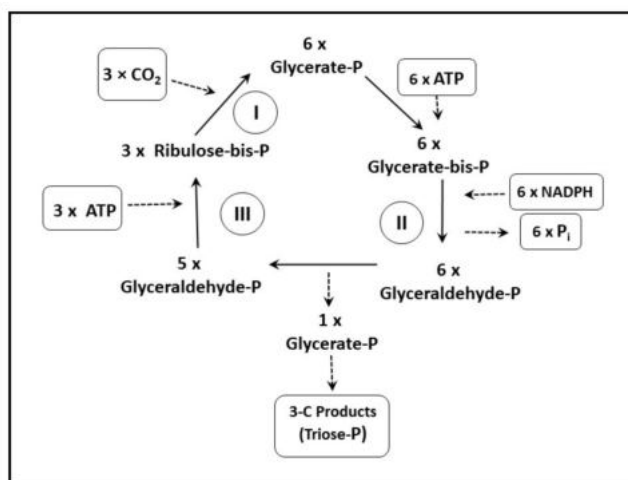 6 x
Glycerate-P
3 × CO₂
6 x ATP
I
6 x
Glycerate-bis-P
3 x Ribulose-bis-P
6 x NADPH
3 x ATP
III
II
6 x Pᵢ
5 x
Glyceraldehyde-P
6 x
Glyceraldehyde-P
1 x
Glycerate-P
3-C Products
(Triose-P)